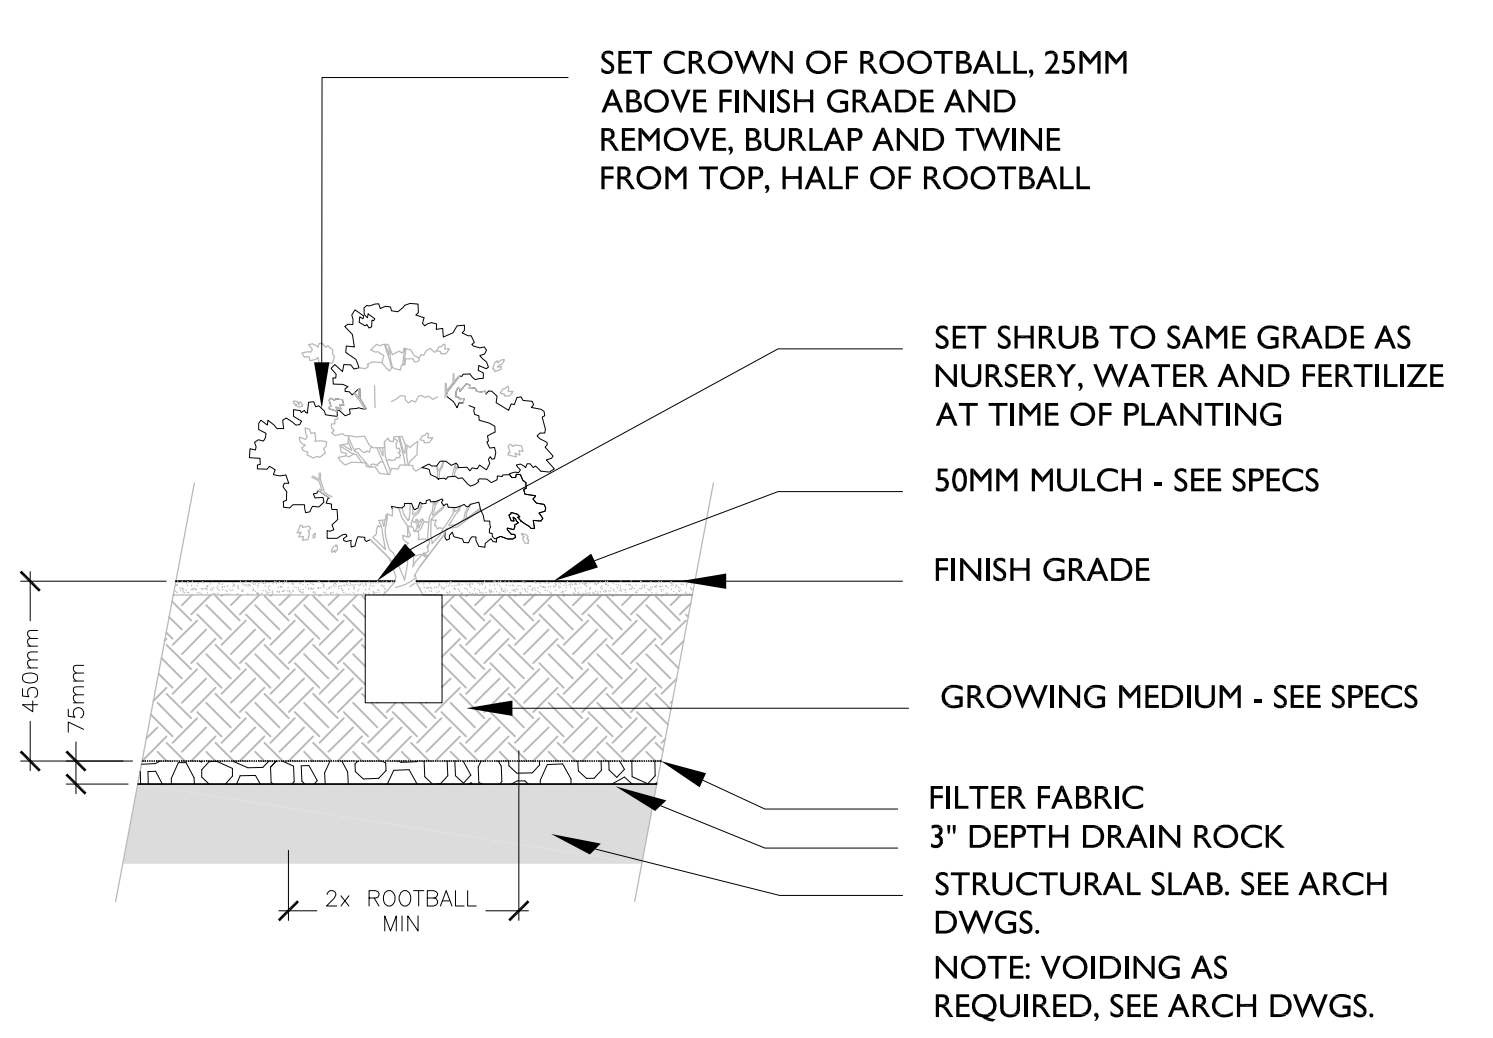 SET CROWN OF ROOTBALL, 25MM
ABOVE FINISH GRADE AND
REMOVE, BURLAP AND TWINE
FROM TOP, HALF OF ROOTBALL
SET SHRUB TO SAME GRADE AS
NURSERY, WATER AND FERTILIZE
AT TIME OF PLANTING
50MM MULCH - SEE SPECS
FINISH GRADE
450mm
75mm
GROWING MEDIUM - SEE SPECS
FILTER FABRIC
3" DEPTH DRAIN ROCK
STRUCTURAL SLAB. SEE ARCH
DWGS.
2x ROOTBALL
MIN
NOTE: VOIDING AS
REQUIRED, SEE ARCH DWGS.